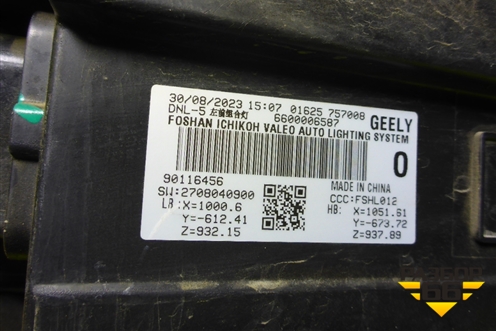 30/08/2023 15:07 01625 757008
DNL-5 左前组合灯 6600006587 GEELY
FOSHAN ICHIKOH VALEO AUTO LIGHTING SYSTEM
0
90116456 MADE IN CHINA
SW:2708040900 CCC:FSHL012
LB:X=1000.6 HB: X=1051.61
Y=-612.41 Y=-673.72
Z=932.15 Z=937.89